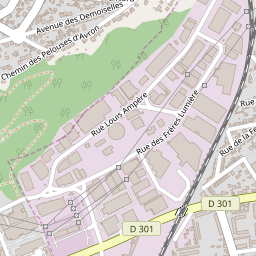 Avenue des Demoiselles
Chemin des Pelouses d'Avron
Rue Louis Ampère
Rue des Frères Lumière
Rue de la Fe
D 301
D 301